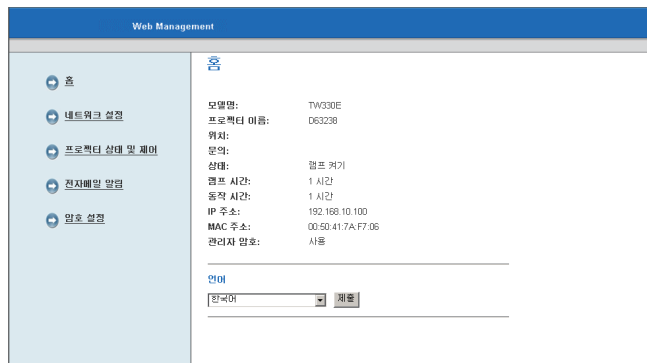 Web Management
홈
네트워크 설정
프로젝터 상태 및 제어
전자메일 알림
암호 설정
홈
모델명: TW330E
프로젝터 이름: D63238
위치:
문의:
상태: 램프 켜기
램프 시간: 1 시간
동작 시간: 1 시간
IP 주소: 192.168.10.100
MAC 주소: 00:50:41:7A:F7:06
관리자 암호: 사용
언어
한국어 제출